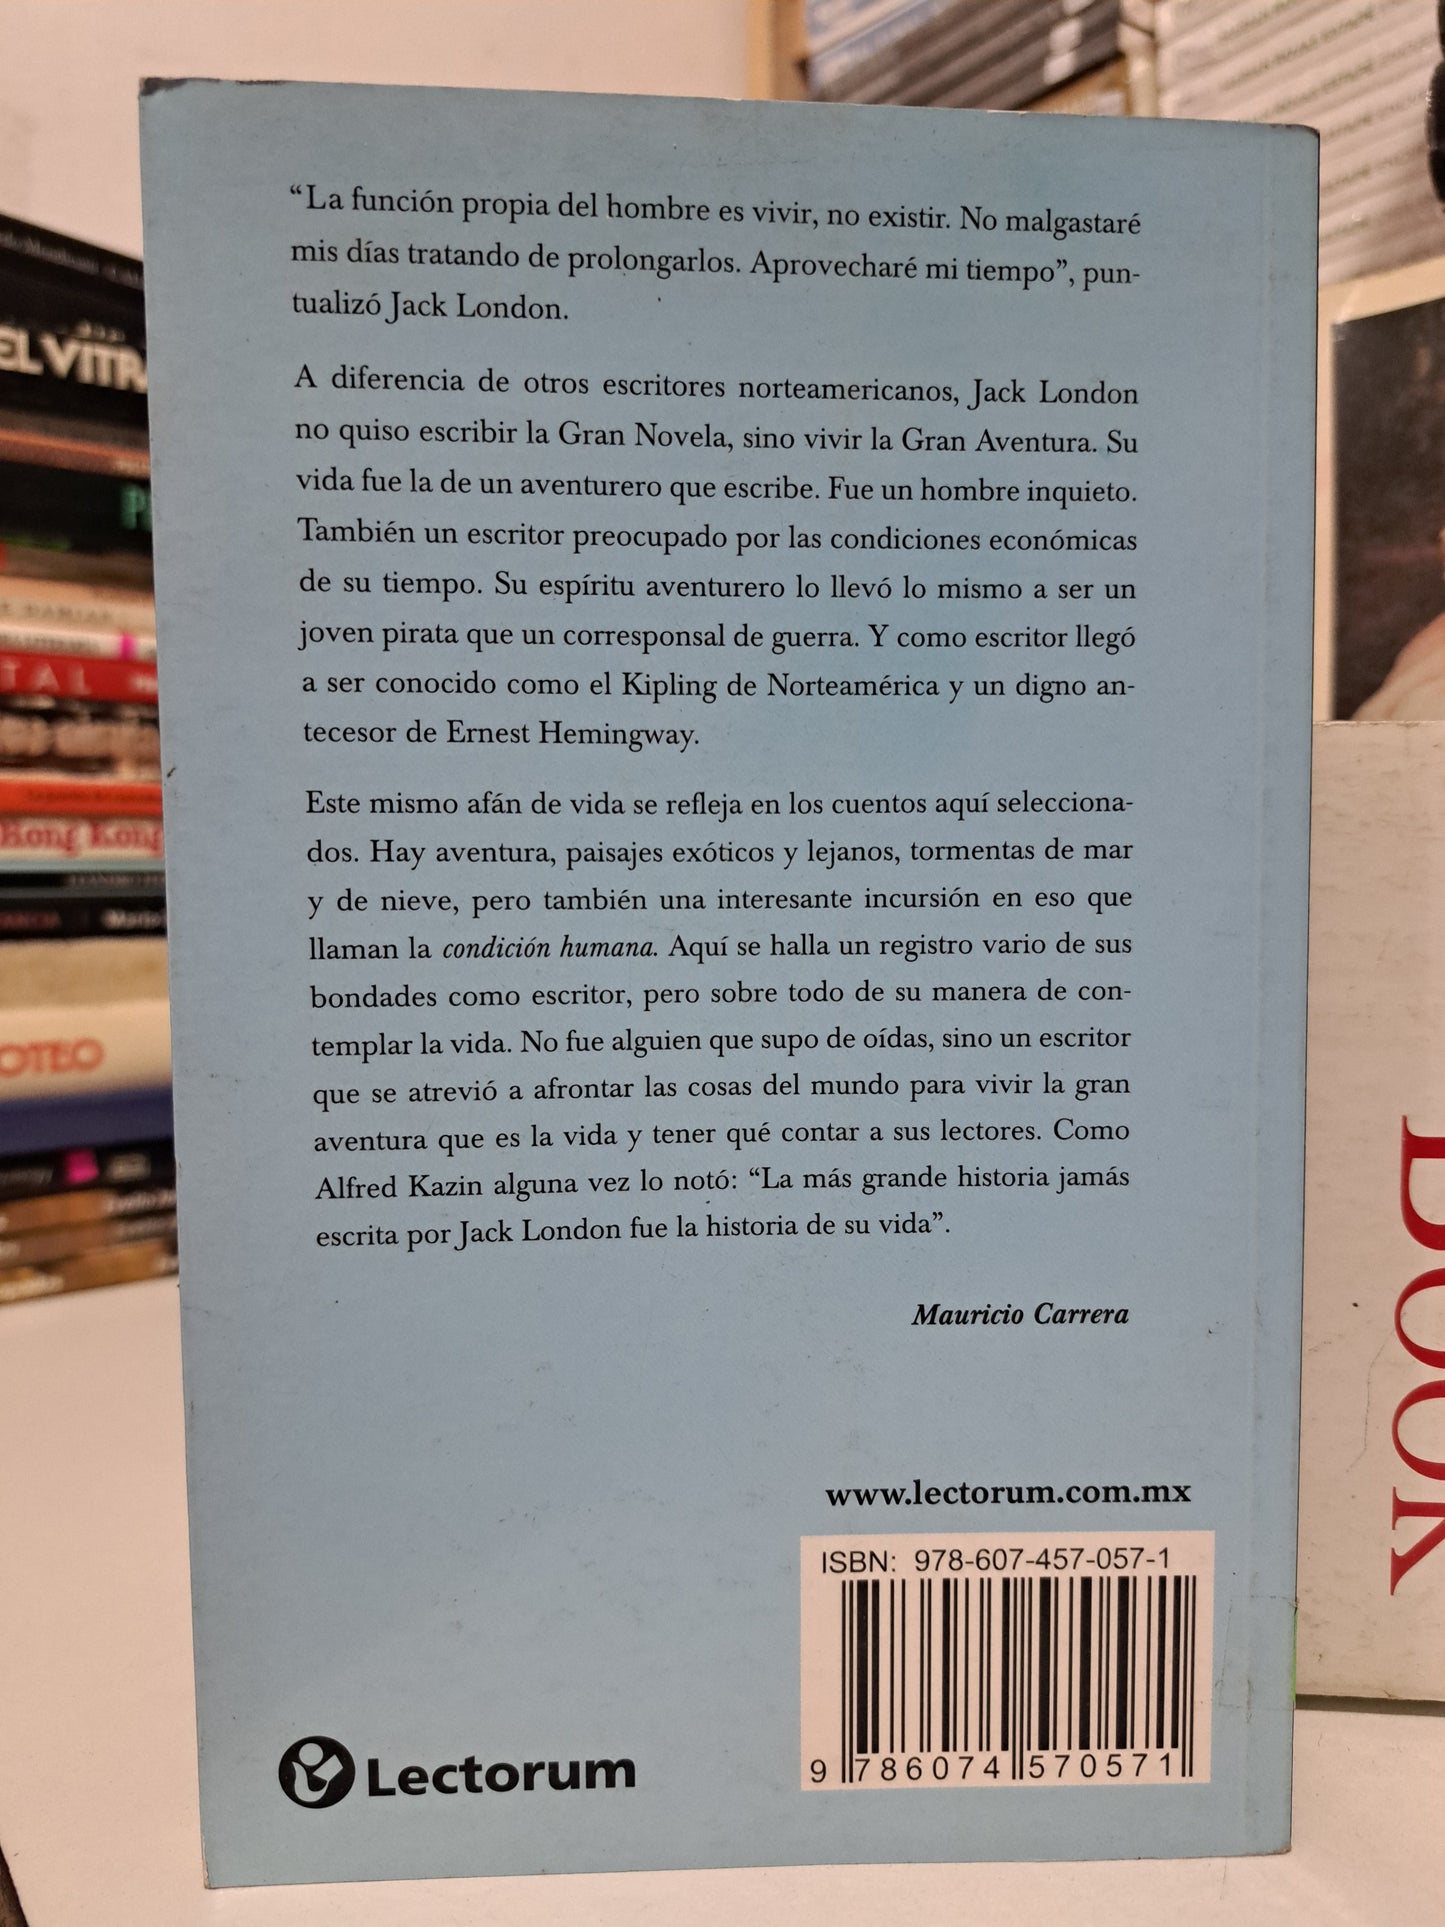 “La función propia del hombre es vivir, no existir. No malgastaré
mis días tratando de prolongarlos. Aprovecharé mi tiempo”, pun-
tualizó Jack London.
A diferencia de otros escritores norteamericanos, Jack London
no quiso escribir la Gran Novela, sino vivir la Gran Aventura. Su
vida fue la de un aventurero que escribe. Fue un hombre inquieto.
También un escritor preocupado por las condiciones económicas
de su tiempo. Su espíritu aventurero lo llevó lo mismo a ser un
joven pirata que un corresponsal de guerra. Y como escritor llegó
a ser conocido como el Kipling de Norteamérica y un digno an-
tecesor de Ernest Hemingway.
Este mismo afán de vida se refleja en los cuentos aquí selecciona-
dos. Hay aventura, paisajes exóticos y lejanos, tormentas de mar
y de nieve, pero también una interesante incursión en eso que
llaman la condición humana. Aquí se halla un registro vario de sus
bondades como escritor, pero sobre todo de su manera de con-
templar la vida. No fue alguien que supo de oídas, sino un escritor
que se atrevió a afrontar las cosas del mundo para vivir la gran
aventura que es la vida y tener qué contar a sus lectores. Como
Alfred Kazin alguna vez lo notó: “La más grande historia jamás
escrita por Jack London fue la historia de su vida”.
Mauricio Carrera
www.lectorum.com.mx
ISBN: 978-607-457-057-1
9 786074 570571
Lectorum
EL VITRA
TAL
Kong Kong
OTEO
BOOK